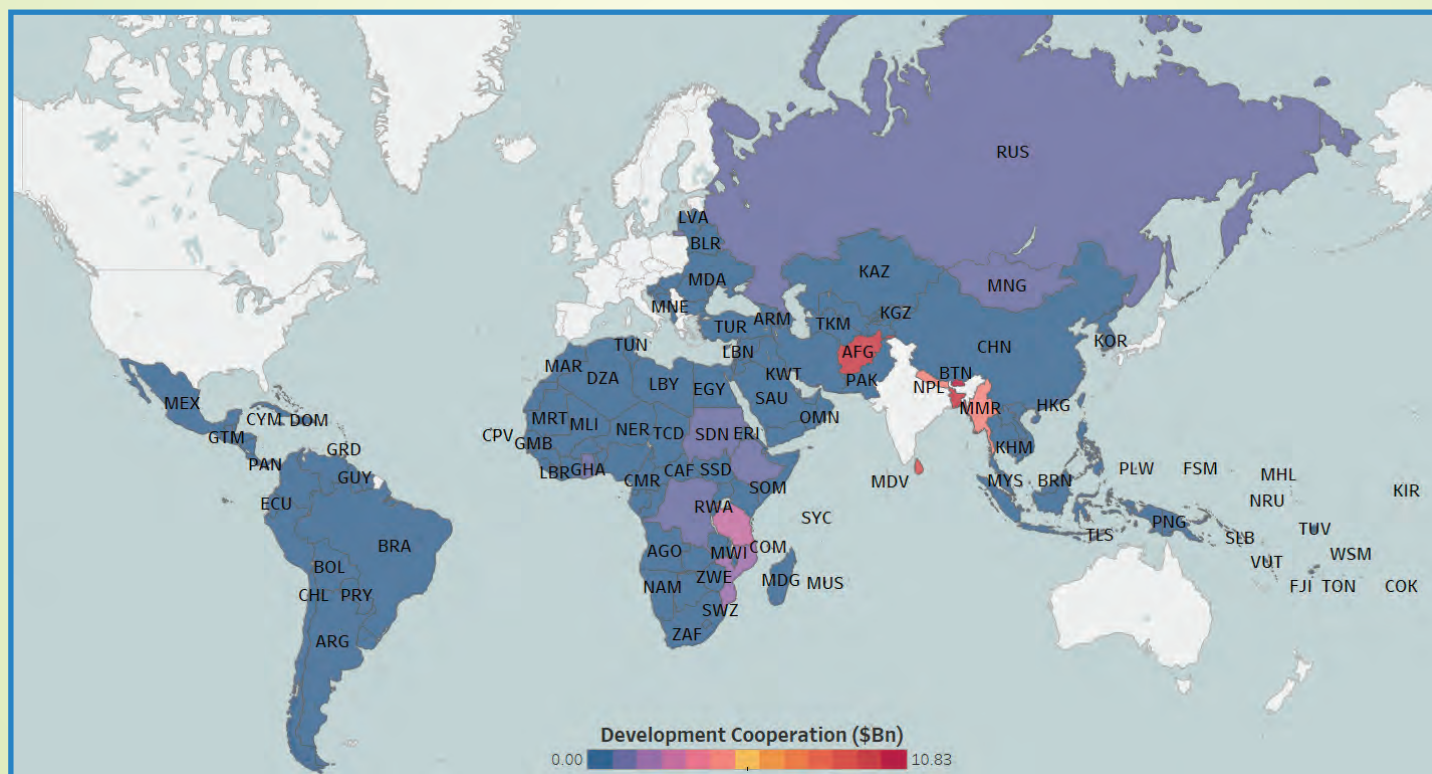 RUS
LVA
BLR
KAZ
MDA
MNG
MNE
KGZ
TUR
ARM
TKM
TUN
KOR
CHN
LBN
AFG
MAR
DZA
KWT
BTN
PAK
LBY
EGY
NPL
SAU
MEX
MMR
HKG
MRT
OMN
CYM
DOM
MLI
NER
TCD
SDN
ERI
CPV
GTM
GMB
KHM
GRD
PAN
LBR
GHA
CAF
SSD
PLW
FSM
GUY
CMR
MDV
MYS
BRN
MHL
SOM
KIR
NRU
ECU
RWA
SYC
PNG
TUV
TLS
SLB
BRA
AGO
MWI
COM
WSM
BOL
VUT
ZWE
MDG
MUS
NAM
FJI
TON
COK
CHL
PRY
SWZ
ZAF
ARG
Development Cooperation ($Bn)
0.00
10.83